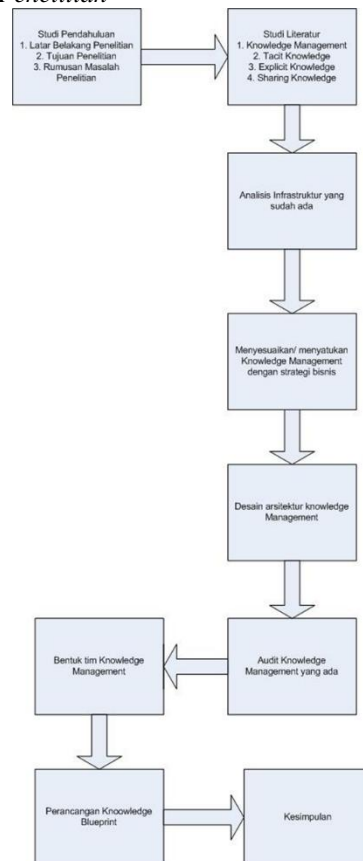 Penelitian
Studi Pendahuluan
1. Latar Belakang Penelitian
2. Tujuan Penelitian
3. Rumusan Masalah
Penelitian
Studi Literatur
1. Knowledge Management
2. Tacit Knowledge
3. Explicit Knowledge
4. Sharing Knowledge
Analisis Infrastruktur yang
sudah ada
Menyesuaikan/ menyatukan
Knowledge Management
dengan strategi bisnis
Desain arsitektur knowledge
Management
Audit Knowledge
Management yang ada
Bentuk tim Knowledge
Management
Perancangan Knoowledge
Blueprint
Kesimpulan